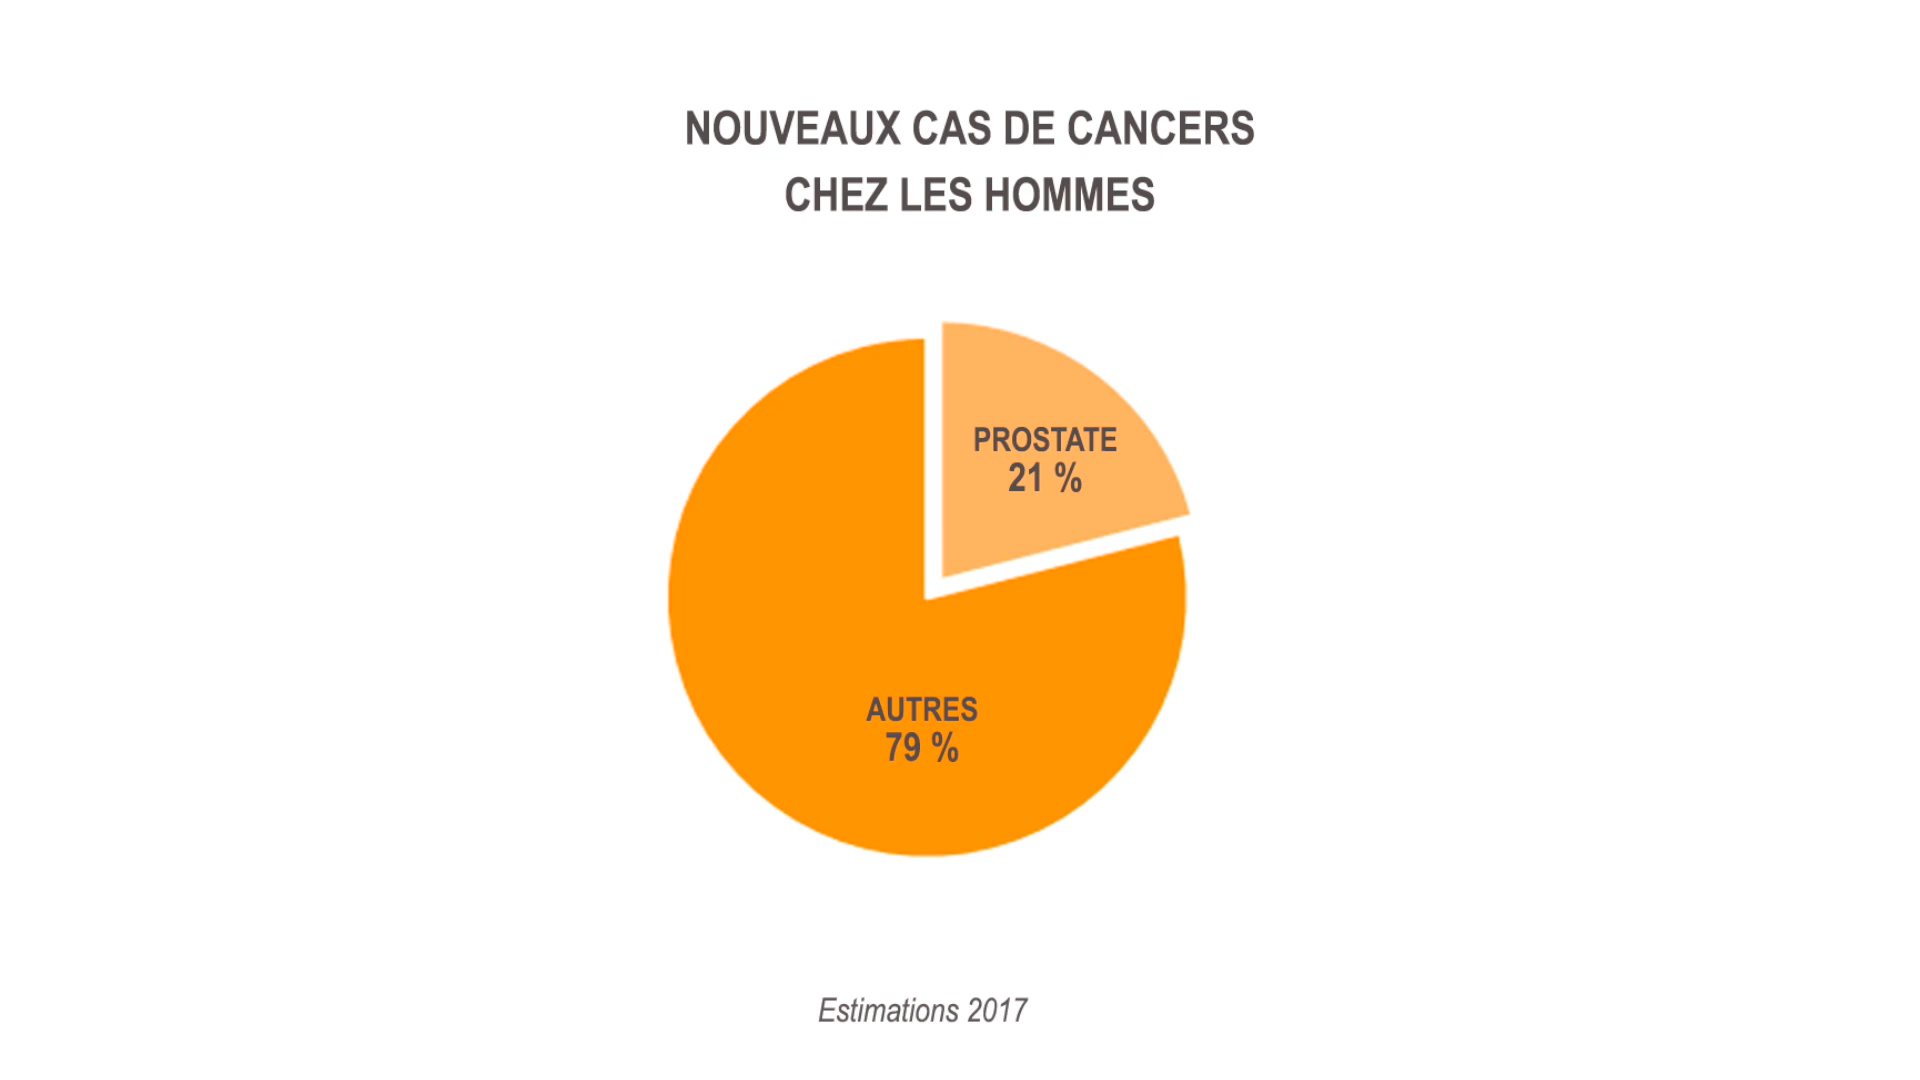 NOUVEAUX CAS DE CANCERS
CHEZ LES HOMMES
PROSTATE
21 %
AUTRES
79 %
Estimations 2017